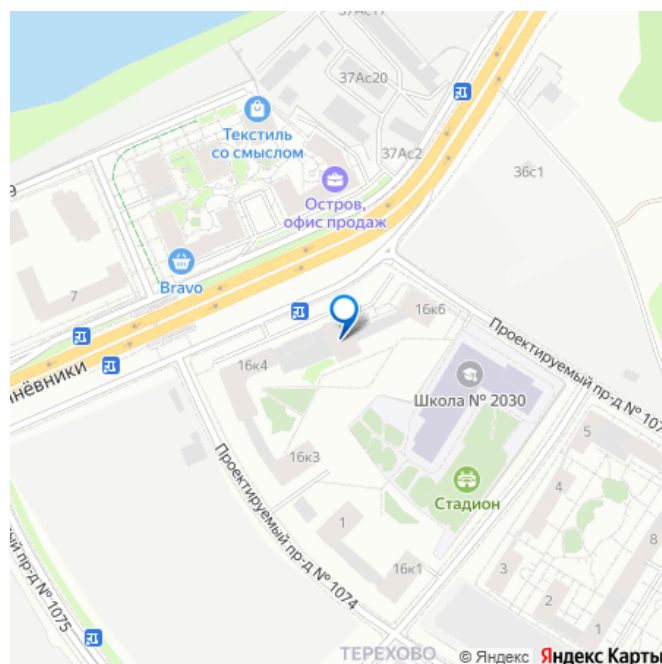 37Ас17
37Ас20
Текстиль
со смыслом
37Ас2
36с1
Остров,
офис продаж
Bravo
7
16к6
16к4
Проектируемый пр-д № 107
Школа № 2030
16к3
Стадион
5
4
8
3
2
1
1
16к1
Проектируемый пр-д № 1074
пр-д № 1075
ТЕРЕХОВО
© Яндекс Яндекс Карты